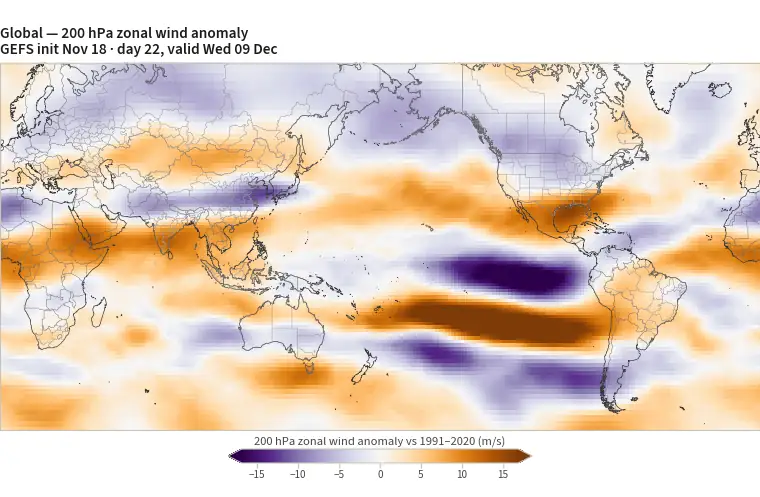 Global — 200 hPa zonal wind anomaly
GEFS init Nov 18 · day 22, valid Wed 09 Dec
200 hPa zonal wind anomaly vs 1991–2020 (m/s)
−15 −10 −5 0 5 10 15